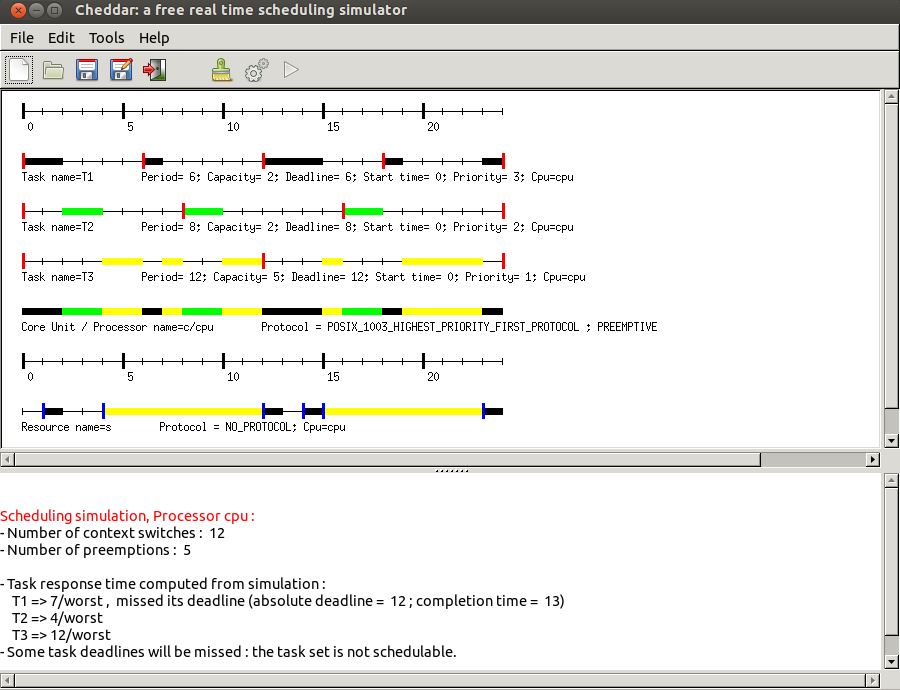 Cheddar: a free real time scheduling simulator
File Edit Tools Help
0 5 10 15 20
Task name=T1 Period= 6; Capacity= 2; Deadline= 6; Start time= 0; Priority= 3; Cpu=cpu
Task name=T2 Period= 8; Capacity= 2; Deadline= 8; Start time= 0; Priority= 2; Cpu=cpu
Task name=T3 Period= 12; Capacity= 5; Deadline= 12; Start time= 0; Priority= 1; Cpu=cpu
Core Unit / Processor name=c/cpu Protocol = POSIX_1003_HIGHEST_PRIORITY_FIRST_PROTOCOL ; PREEMPTIVE
0 5 10 15 20
Resource name=s Protocol = NO_PROTOCOL; Cpu=cpu
Scheduling simulation, Processor cpu :
- Number of context switches : 12
- Number of preemptions : 5
- Task response time computed from simulation :
T1 => 7/worst , missed its deadline (absolute deadline = 12 ; completion time = 13)
T2 => 4/worst
T3 => 12/worst
- Some task deadlines will be missed : the task set is not schedulable.